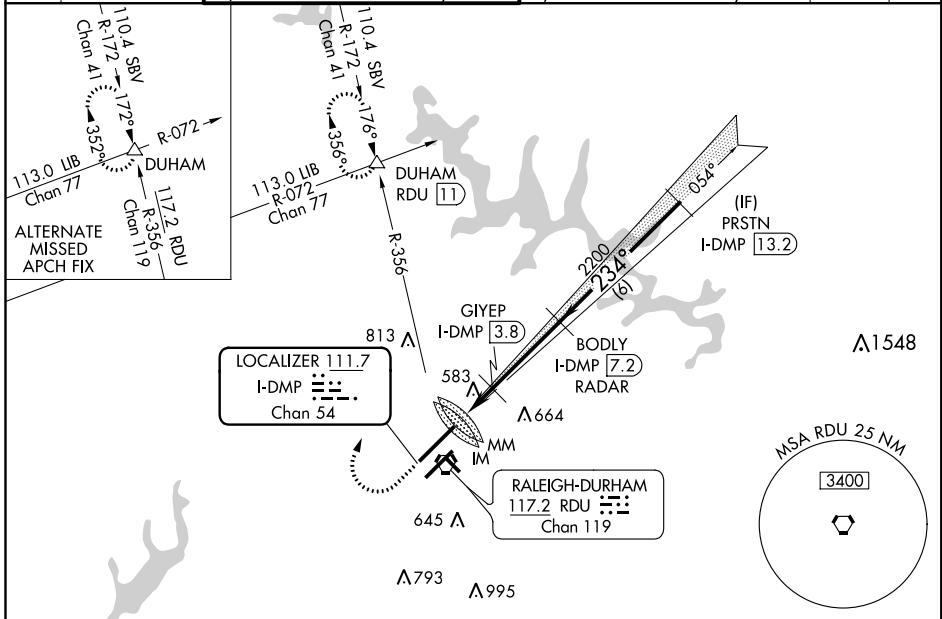 110.4 SBV
R-172
Chan 41
172°
352°
R-072
DUHAM
113.0 LIB
Chan 77
117.2 RDU
R-356
Chan 119
ALTERNATE
MISSED
APCH FIX
110.4 SBV
R-172
Chan 41
176°
356°
DUHAM
RDU 11
113.0 LIB
R-072
Chan 77
R-356
054°
(IF)
PRSTN
I-DMP 13.2
2200
234°
(6)
GIYEP
I-DMP 3.8
BODLY
I-DMP 7.2
RADAR
813
1548
LOCALIZER 111.7
I-DMP
Chan 54
583
664
MM
IM
MSA RDU 25 NM
3400
RALEIGH-DURHAM
117.2 RDU
Chan 119
645
793
995